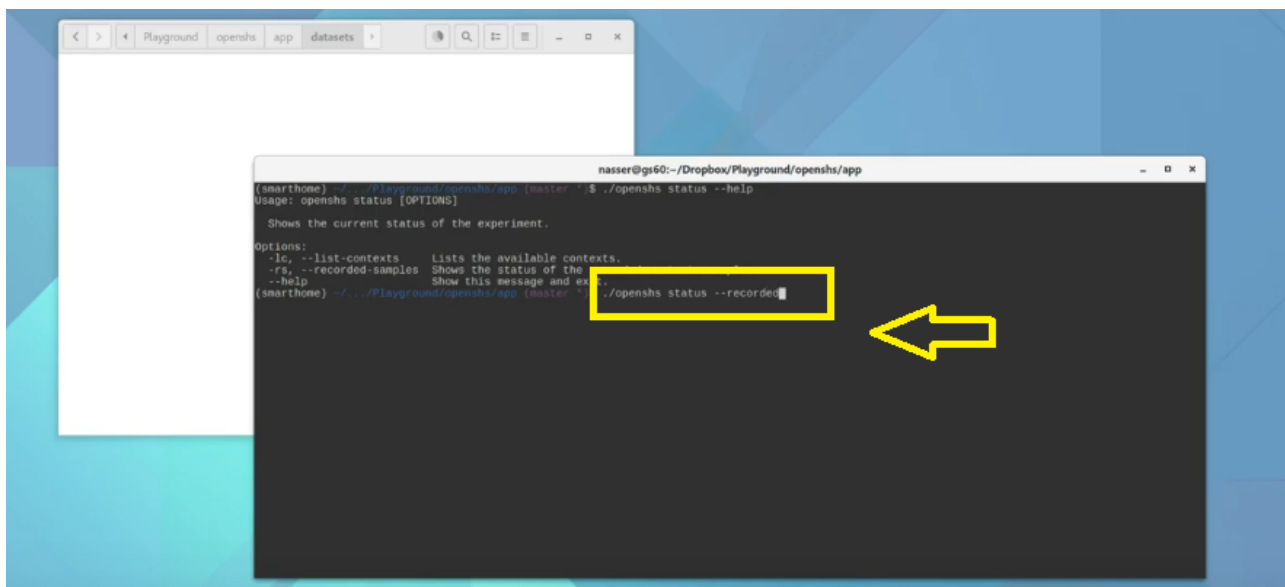 Playground openshs app datasets
nasser@gs60:~/Dropbox/Playground/openshs/app
(smarthome) ~/.../Playground/openshs/app (master *)$ ./openshs status --help
Usage: openshs status [OPTIONS]
Shows the current status of the experiment.
Options:
-lc, --list-contexts Lists the available contexts.
-rs, --recorded-samples Shows the status of the
--help Show this message and exit.
(smarthome) ~/.../Playground/openshs/app (master *) ./openshs status --recorded